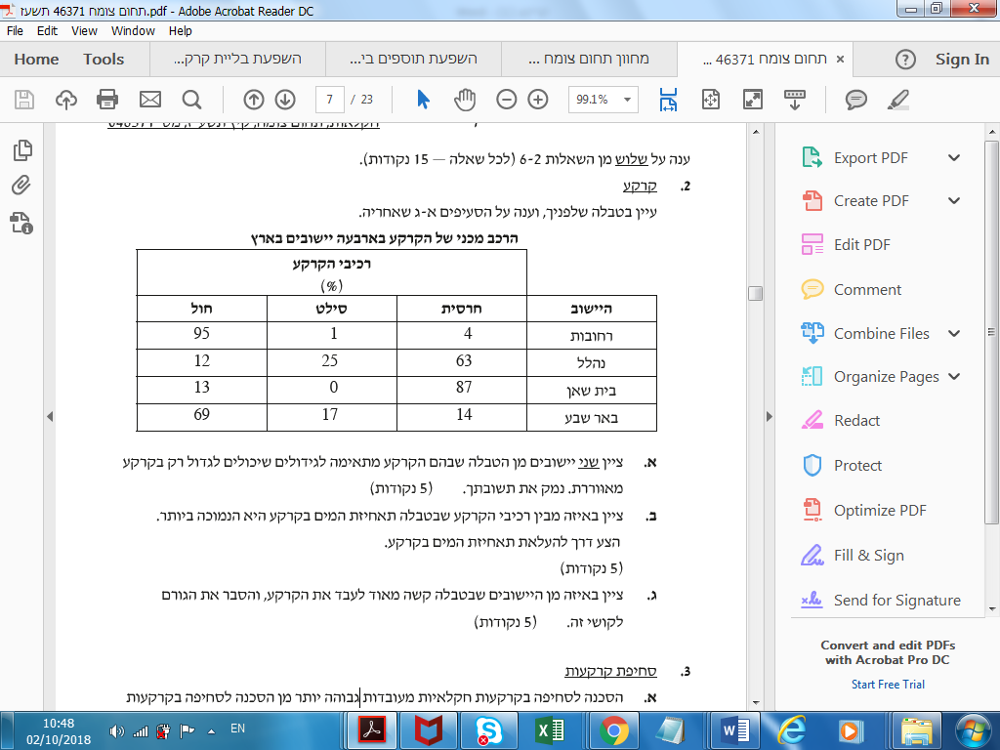 תחום צומח 46371 תשעז.pdf - Adobe Acrobat Reader DC
File Edit View Window Help
Home Tools
השפעת בליית קרק...
השפעת תוספים בי...
מחוון תחום צומח ...
תחום צומח 46371 ...
Sign In
7 / 23
99.1%
ענה על שלוש מן השאלות 2-6 (לכל שאלה — 15 נקודות).
2. קרקע
עיין בטבלה שלפניך, וענה על הסעיפים א-ג שאחריה.
הרכב מכני של הקרקע בארבעה יישובים בארץ
רכיבי הקרקע
(%)
היישוב חרסית סילט חול
רחובות 4 1 95
נהלל 63 25 12
בית שאן 87 0 13
באר שבע 14 17 69
א. ציין שני יישובים מן הטבלה שבהם הקרקע מתאימה לגידולים שיכולים לגדול רק בקרקע
מאווררת. נמק את תשובתך. (5 נקודות)
ב. ציין באיזה מבין רכיבי הקרקע שבטבלה תאחיזת המים בקרקע היא הנמוכה ביותר.
הצע דרך להעלאת תאחיזת המים בקרקע.
(5 נקודות)
ג. ציין באיזה מן היישובים שבטבלה קשה מאוד לעבד את הקרקע, והסבר את הגורם
לקושי זה. (5 נקודות)
3. סחיפת קרקעות
א. הסכנה לסחיפה בקרקעות חקלאיות מעובדות גבוהה יותר מן הסכנה לסחיפה בקרקעות
Export PDF
Create PDF
Edit PDF
Comment
Combine Files
Organize Pages
Redact
Protect
Optimize PDF
Fill & Sign
Send for Signature
Convert and edit PDFs
with Acrobat Pro DC
Start Free Trial
10:48
02/10/2018
EN